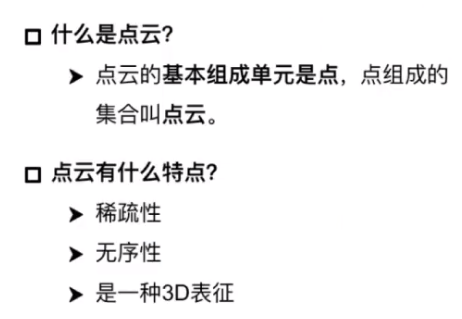 什么是点云?
点云的基本组成单元是点，点组成的
集合叫点云。
点云有什么特点?
稀疏性
无序性
是一种3D表征